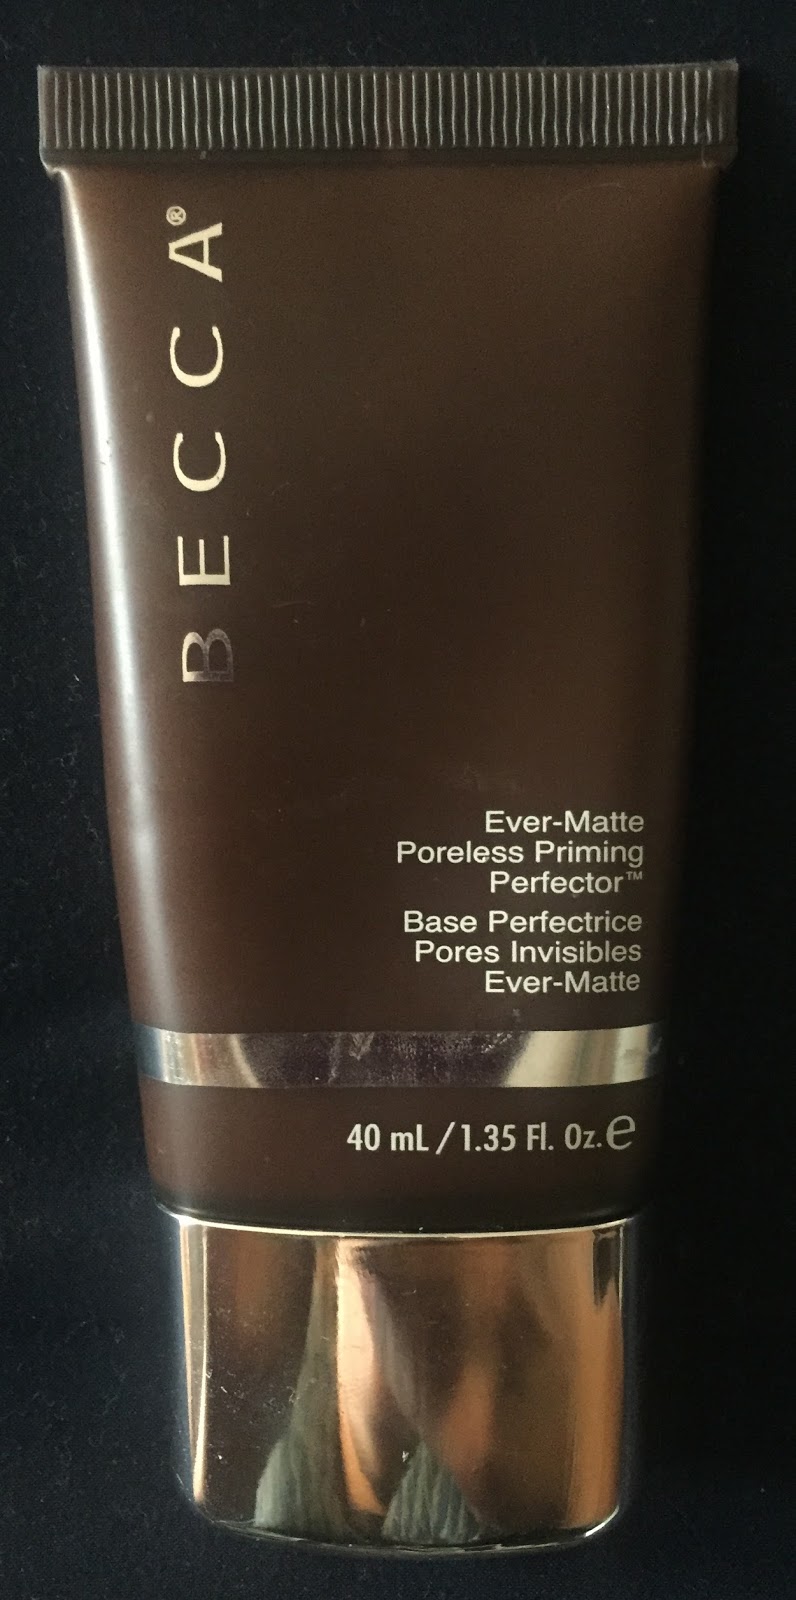 BECCA®
Ever-Matte
Poreless Priming
Perfector™
Base Perfectrice
Pores Invisibles
Ever-Matte
40 mL / 1.35 Fl. Oz. ℮